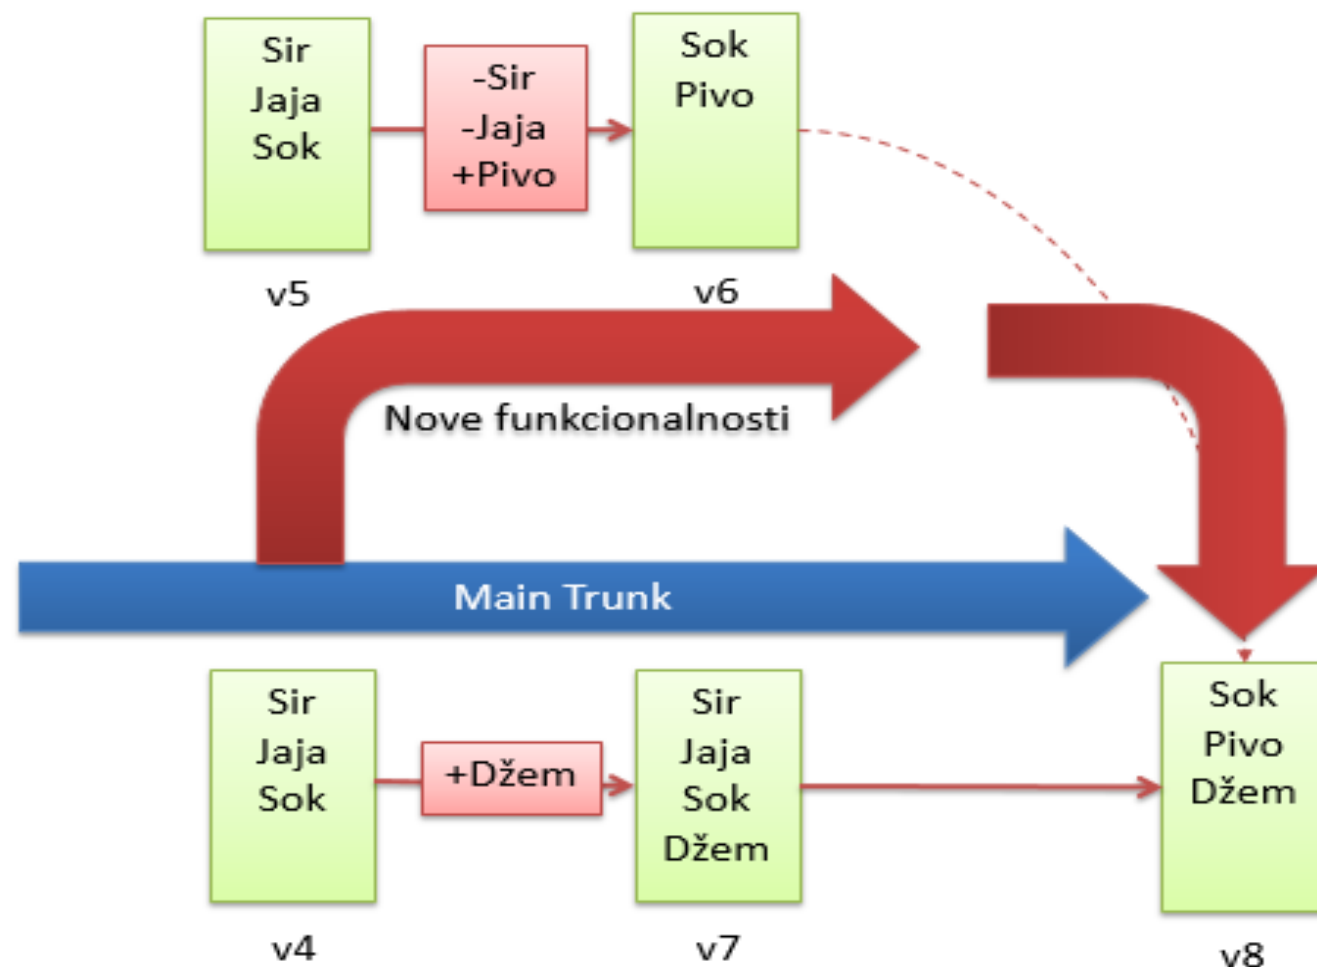 Sir
Jaja
Sok
-Sir
-Jaja
+Pivo
Sok
Pivo
v5
v6
Nove funkcionalnosti
Main Trunk
Sir
Jaja
Sok
+Džem
Sir
Jaja
Sok
Džem
Sok
Pivo
Džem
v4
v7
v8